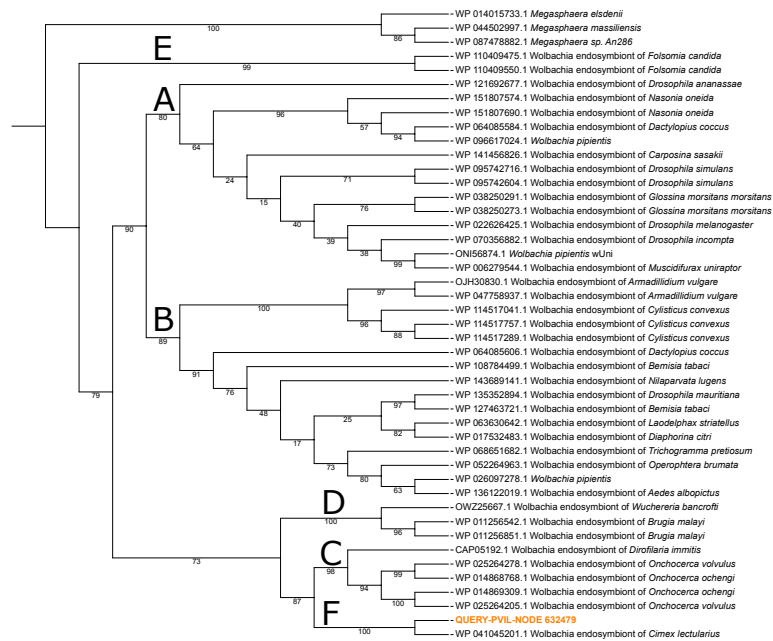 WP 014015733.1 Megasphaera elsdenii
WP 044502997.1 Megasphaera massiliensis
100
86
WP 087478882.1 Megasphaera sp. An286
E
WP 110409475.1 Wolbachia endosymbiont of Folsomia candida
99
WP 110409550.1 Wolbachia endosymbiont of Folsomia candida
A
WP 121692677.1 Wolbachia endosymbiont of Drosophila ananassae
80
WP 151807574.1 Wolbachia endosymbiont of Nasonia oneida
96
WP 151807690.1 Wolbachia endosymbiont of Nasonia oneida
57
WP 064085584.1 Wolbachia endosymbiont of Dactylopius coccus
94
64
WP 096617024.1 Wolbachia pipientis
WP 141456826.1 Wolbachia endosymbiont of Carposina sasakii
24
WP 095742716.1 Wolbachia endosymbiont of Drosophila simulans
71
WP 095742604.1 Wolbachia endosymbiont of Drosophila simulans
15
WP 038250291.1 Wolbachia endosymbiont of Glossina morsitans morsitans
76
WP 038250273.1 Wolbachia endosymbiont of Glossina morsitans morsitans
40
WP 022626425.1 Wolbachia endosymbiont of Drosophila melanogaster
90
39
WP 070356882.1 Wolbachia endosymbiont of Drosophila incompta
38
ONI56874.1 Wolbachia pipientis wUni
99
WP 006279544.1 Wolbachia endosymbiont of Muscidifurax uniraptor
OJH30830.1 Wolbachia endosymbiont of Armadillidium vulgare
97
WP 047758937.1 Wolbachia endosymbiont of Armadillidium vulgare
B
100
WP 114517041.1 Wolbachia endosymbiont of Cylisticus convexus
96
WP 114517757.1 Wolbachia endosymbiont of Cylisticus convexus
88
89
WP 114517289.1 Wolbachia endosymbiont of Cylisticus convexus
WP 064085606.1 Wolbachia endosymbiont of Dactylopius coccus
91
WP 108784499.1 Wolbachia endosymbiont of Bemisia tabaci
76
WP 143689141.1 Wolbachia endosymbiont of Nilaparvata lugens
79
WP 135352894.1 Wolbachia endosymbiont of Drosophila mauritiana
97
48
WP 127463721.1 Wolbachia endosymbiont of Bemisia tabaci
25
WP 063630642.1 Wolbachia endosymbiont of Laodelphax striatellus
82
WP 017532483.1 Wolbachia endosymbiont of Diaphorina citri
17
WP 068651682.1 Wolbachia endosymbiont of Trichogramma pretiosum
73
WP 052264963.1 Wolbachia endosymbiont of Operophtera brumata
80
WP 026097278.1 Wolbachia pipientis
63
WP 136122019.1 Wolbachia endosymbiont of Aedes albopictus
D
OWZ25667.1 Wolbachia endosymbiont of Wuchereria bancrofti
100
WP 011256542.1 Wolbachia endosymbiont of Brugia malayi
96
WP 011256851.1 Wolbachia endosymbiont of Brugia malayi
C
CAP05192.1 Wolbachia endosymbiont of Dirofilaria immitis
73
98
WP 025264278.1 Wolbachia endosymbiont of Onchocerca volvulus
99
WP 014868768.1 Wolbachia endosymbiont of Onchocerca ochengi
94
WP 014869309.1 Wolbachia endosymbiont of Onchocerca ochengi
87
100
WP 025264205.1 Wolbachia endosymbiont of Onchocerca volvulus
F
QUERY-PVIL-NODE 632479
100
WP 041045201.1 Wolbachia endosymbiont of Cimex lectularius